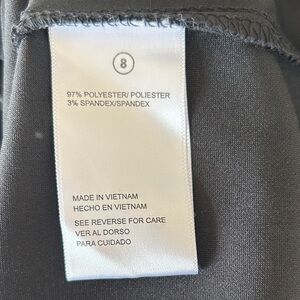 8
97% POLYESTER/ POLIESTER
3% SPANDEX/SPANDEX
MADE IN VIETNAM
HECHO EN VIETNAM
SEE REVERSE FOR CARE
VER AL DORSO
PARA CUIDADO